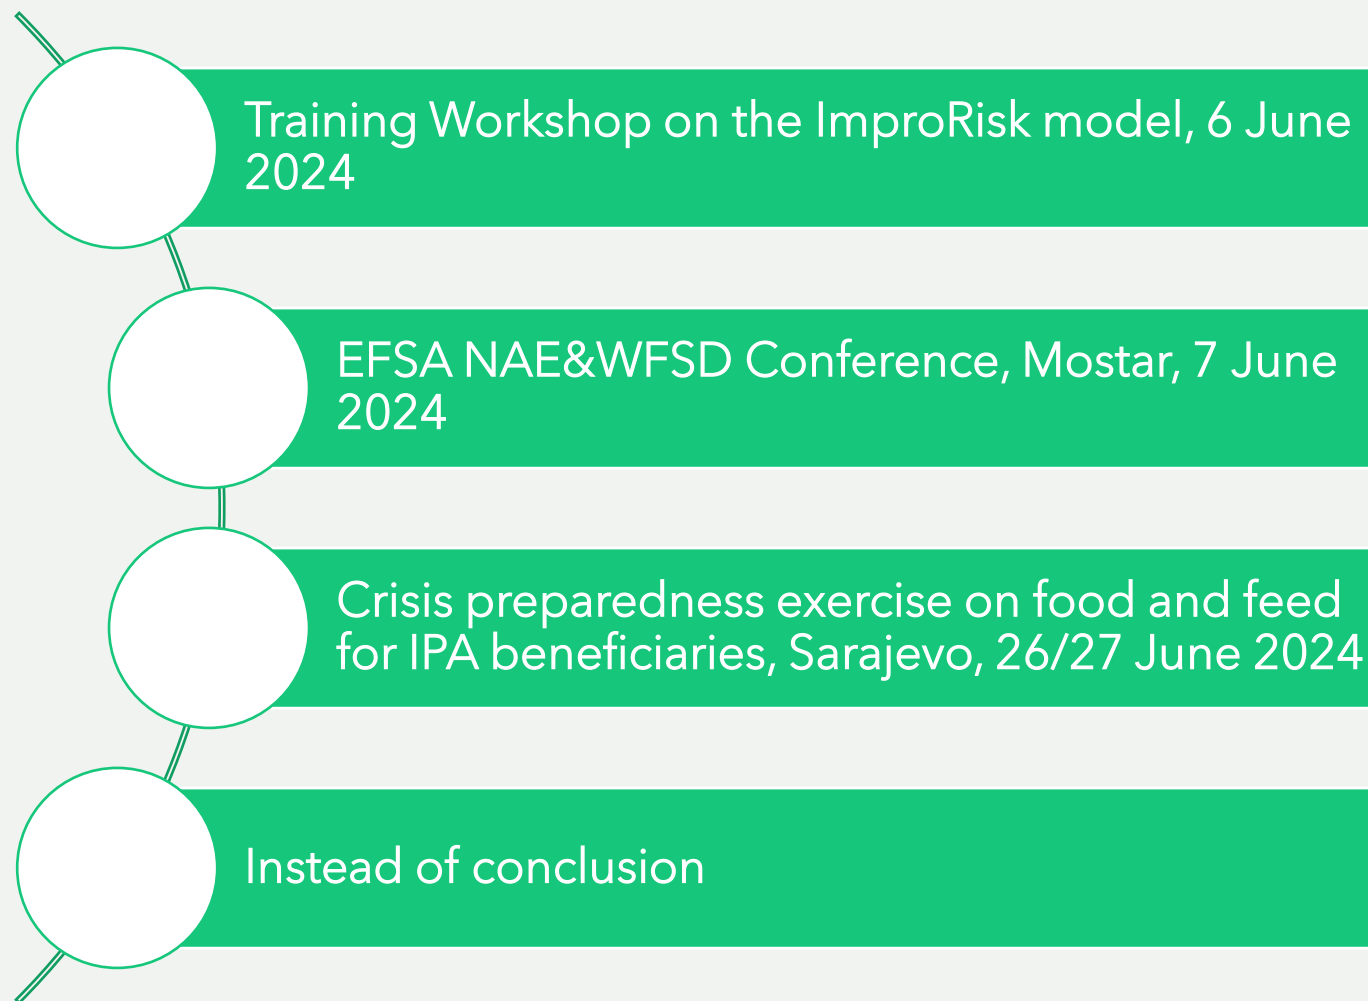 Training Workshop on the ImproRisk model, 6 June
2024
EFSA NAE&WFSD Conference, Mostar, 7 June
2024
Crisis preparedness exercise on food and feed
for IPA beneficiaries, Sarajevo, 26/27 June 2024
Instead of conclusion